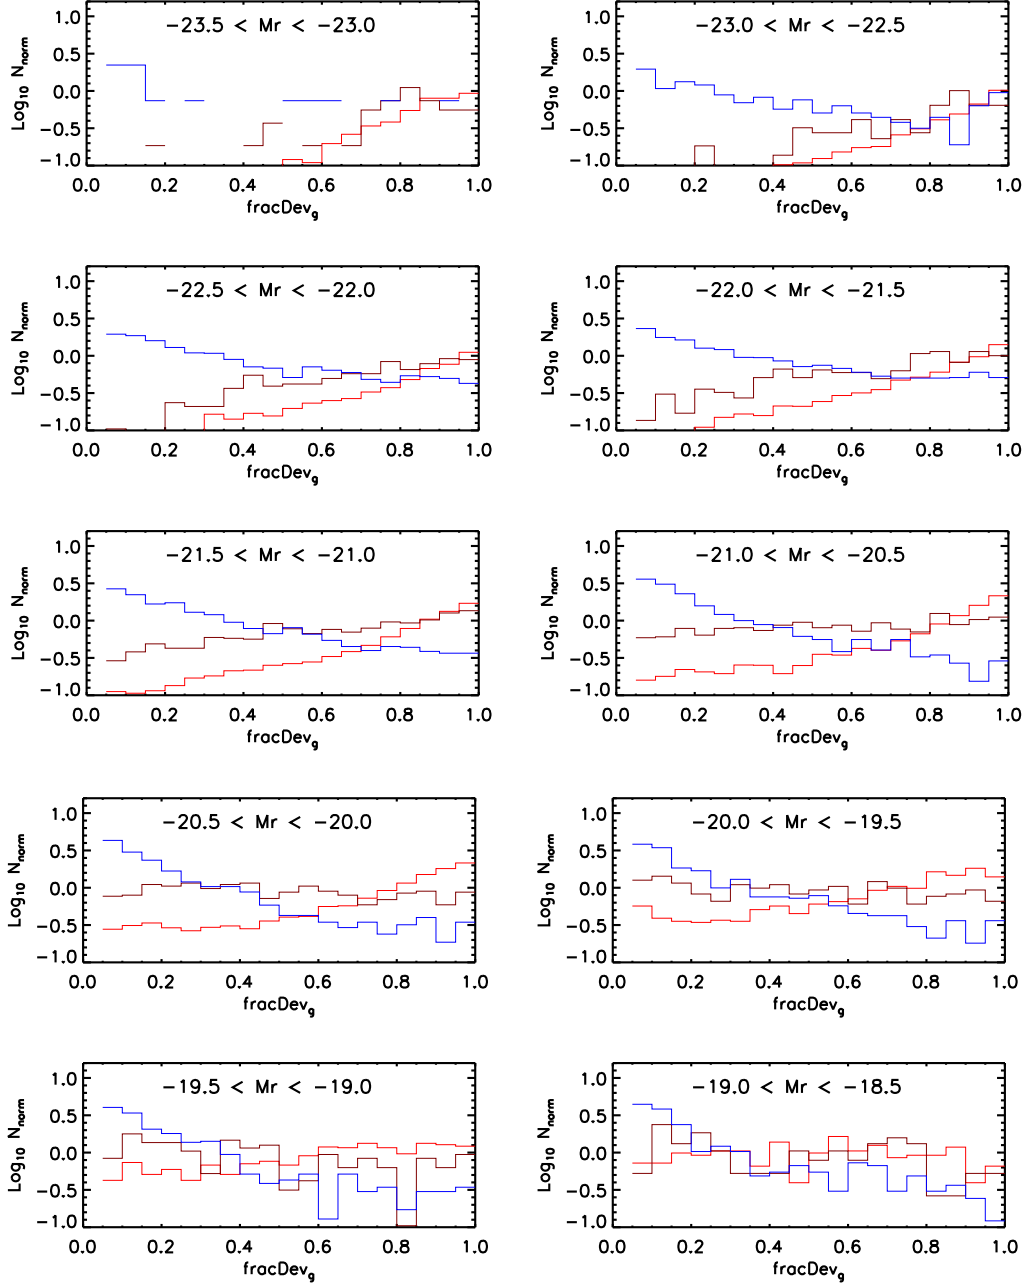 −23.5 < Mr < −23.0
Log10 Nnorm
1.0
0.5
0.0
−0.5
−1.0
0.0 0.2 0.4 0.6 0.8 1.0
fracDevg
−23.0 < Mr < −22.5
Log10 Nnorm
1.0
0.5
0.0
−0.5
−1.0
0.0 0.2 0.4 0.6 0.8 1.0
fracDevg
−22.5 < Mr < −22.0
Log10 Nnorm
1.0
0.5
0.0
−0.5
−1.0
0.0 0.2 0.4 0.6 0.8 1.0
fracDevg
−22.0 < Mr < −21.5
Log10 Nnorm
1.0
0.5
0.0
−0.5
−1.0
0.0 0.2 0.4 0.6 0.8 1.0
fracDevg
−21.5 < Mr < −21.0
Log10 Nnorm
1.0
0.5
0.0
−0.5
−1.0
0.0 0.2 0.4 0.6 0.8 1.0
fracDevg
−21.0 < Mr < −20.5
Log10 Nnorm
1.0
0.5
0.0
−0.5
−1.0
0.0 0.2 0.4 0.6 0.8 1.0
fracDevg
−20.5 < Mr < −20.0
Log10 Nnorm
1.0
0.5
0.0
−0.5
−1.0
0.0 0.2 0.4 0.6 0.8 1.0
fracDevg
−20.0 < Mr < −19.5
Log10 Nnorm
1.0
0.5
0.0
−0.5
−1.0
0.0 0.2 0.4 0.6 0.8 1.0
fracDevg
−19.5 < Mr < −19.0
Log10 Nnorm
1.0
0.5
0.0
−0.5
−1.0
0.0 0.2 0.4 0.6 0.8 1.0
fracDevg
−19.0 < Mr < −18.5
Log10 Nnorm
1.0
0.5
0.0
−0.5
−1.0
0.0 0.2 0.4 0.6 0.8 1.0
fracDevg